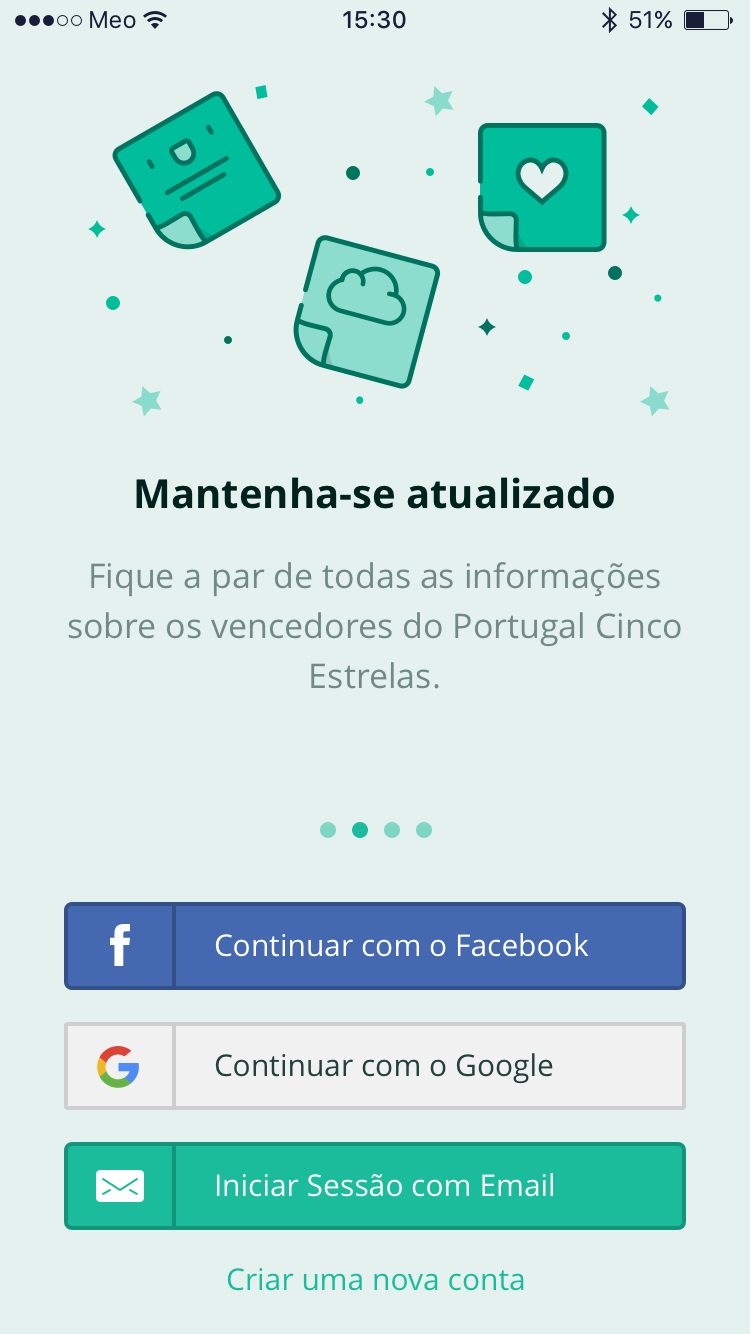 Meo 15:30 51%
Mantenha-se atualizado
Fique a par de todas as informações
sobre os vencedores do Portugal Cinco
Estrelas.
Continuar com o Facebook
Continuar com o Google
Iniciar Sessão com Email
Criar uma nova conta